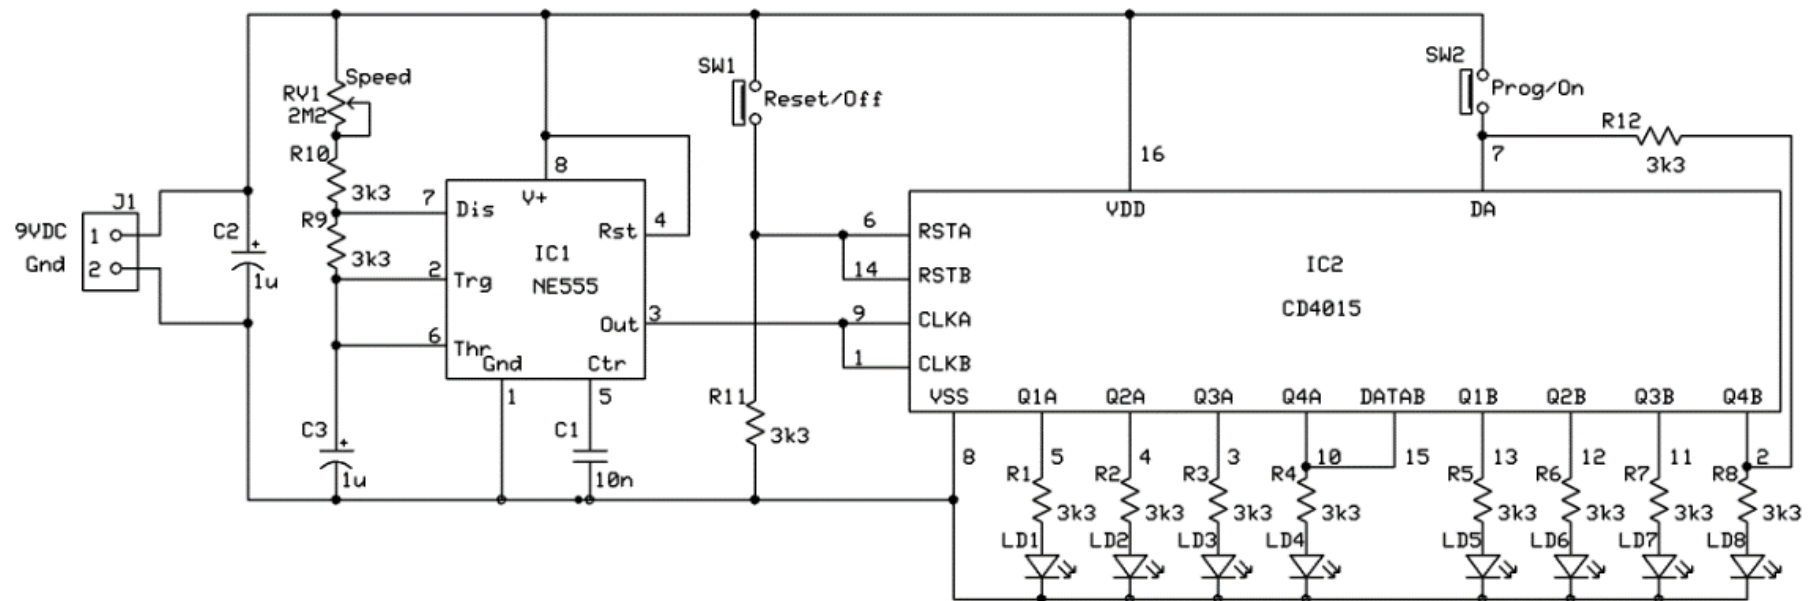 Speed
RV1
2M2
SW1
Reset/Off
SW2
Prog/On
R12
3k3
R10
3k3
8
16
7
J1
9VDC 1
Gnd 2
C2
+
1u
R9
3k3
7 Dis
V+
Rst 4
2 Trg
IC1
NE555
Out 3
6 Thr
Gnd
Ctr
1
5
C3
+
1u
C1
10n
R11
3k3
VDD
DA
6 RSTA
14 RSTB
9 CLKA
1 CLKB
IC2
CD4015
VSS Q1A Q2A Q3A Q4A DATAB Q1B Q2B Q3B Q4B
8 5 4 3 10 15 13 12 11 2
R1 R2 R3 R4 R5 R6 R7 R8
3k3 3k3 3k3 3k3 3k3 3k3 3k3 3k3
LD1 LD2 LD3 LD4 LD5 LD6 LD7 LD8